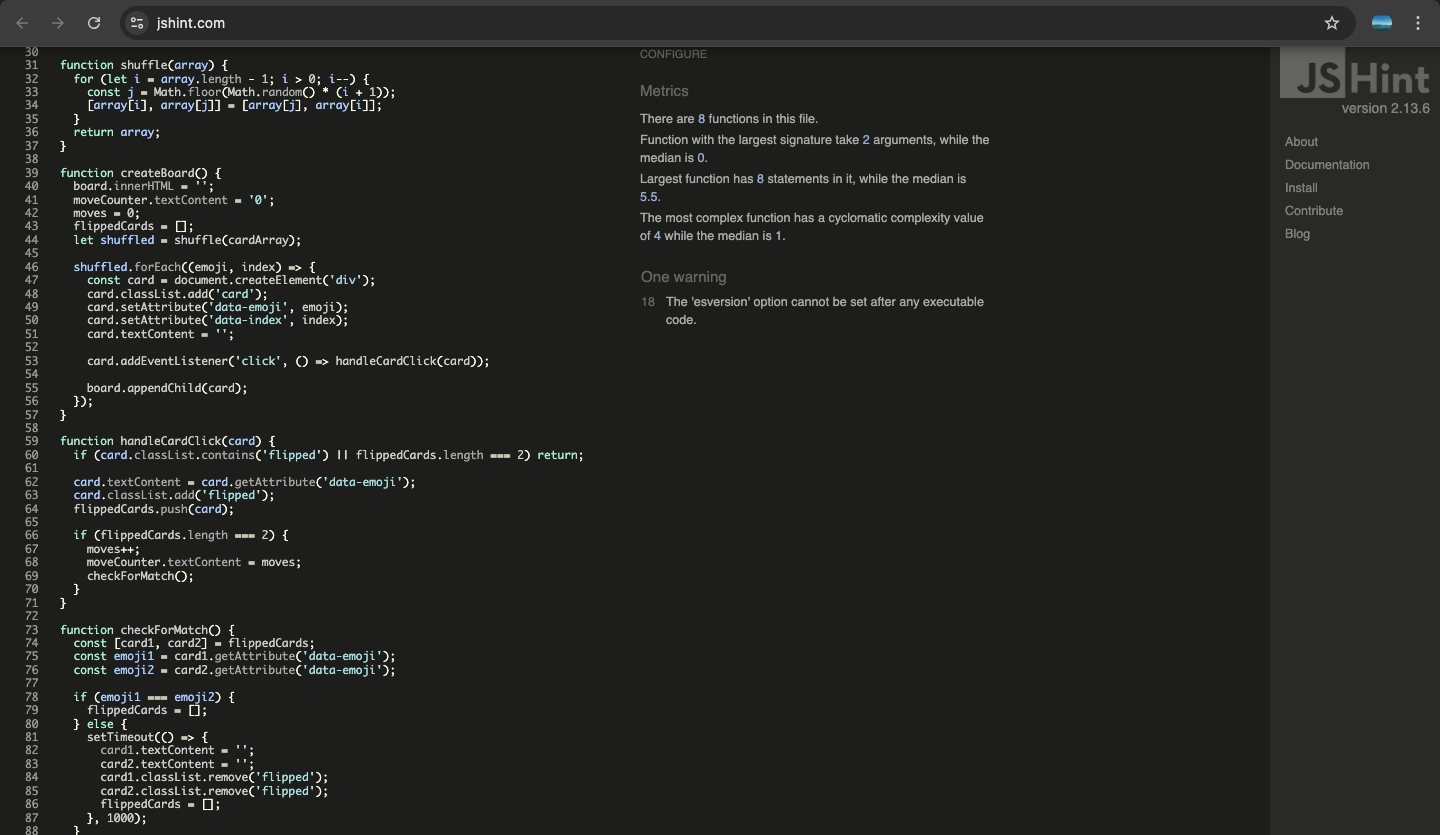 jshint.com
30
31 function shuffle(array) {
32   for (let i = array.length - 1; i > 0; i--) {
33     const j = Math.floor(Math.random() * (i + 1));
34     [array[i], array[j]] = [array[j], array[i]];
35   }
36   return array;
37 }
38
39 function createBoard() {
40   board.innerHTML = '';
41   moveCounter.textContent = '0';
42   moves = 0;
43   flippedCards = [];
44   let shuffled = shuffle(cardArray);
45
46   shuffled.forEach((emoji, index) => {
47     const card = document.createElement('div');
48     card.classList.add('card');
49     card.setAttribute('data-emoji', emoji);
50     card.setAttribute('data-index', index);
51     card.textContent = '';
52
53     card.addEventListener('click', () => handleCardClick(card));
54
55     board.appendChild(card);
56   });
57 }
58
59 function handleCardClick(card) {
60   if (card.classList.contains('flipped') || flippedCards.length === 2) return;
61
62   card.textContent = card.getAttribute('data-emoji');
63   card.classList.add('flipped');
64   flippedCards.push(card);
65
66   if (flippedCards.length === 2) {
67     moves++;
68     moveCounter.textContent = moves;
69     checkForMatch();
70   }
71 }
72
73 function checkForMatch() {
74   const [card1, card2] = flippedCards;
75   const emoji1 = card1.getAttribute('data-emoji');
76   const emoji2 = card2.getAttribute('data-emoji');
77
78   if (emoji1 === emoji2) {
79     flippedCards = [];
80   } else {
81     setTimeout(() => {
82       card1.textContent = '';
83       card2.textContent = '';
84       card1.classList.remove('flipped');
85       card2.classList.remove('flipped');
86       flippedCards = [];
87     }, 1000);
88   }
CONFIGURE
Metrics
There are 8 functions in this file.
Function with the largest signature take 2 arguments, while the
median is 0.
Largest function has 8 statements in it, while the median is
5.5.
The most complex function has a cyclomatic complexity value
of 4 while the median is 1.
One warning
18 The 'esversion' option cannot be set after any executable
code.
JSHint
version 2.13.6
About
Documentation
Install
Contribute
Blog